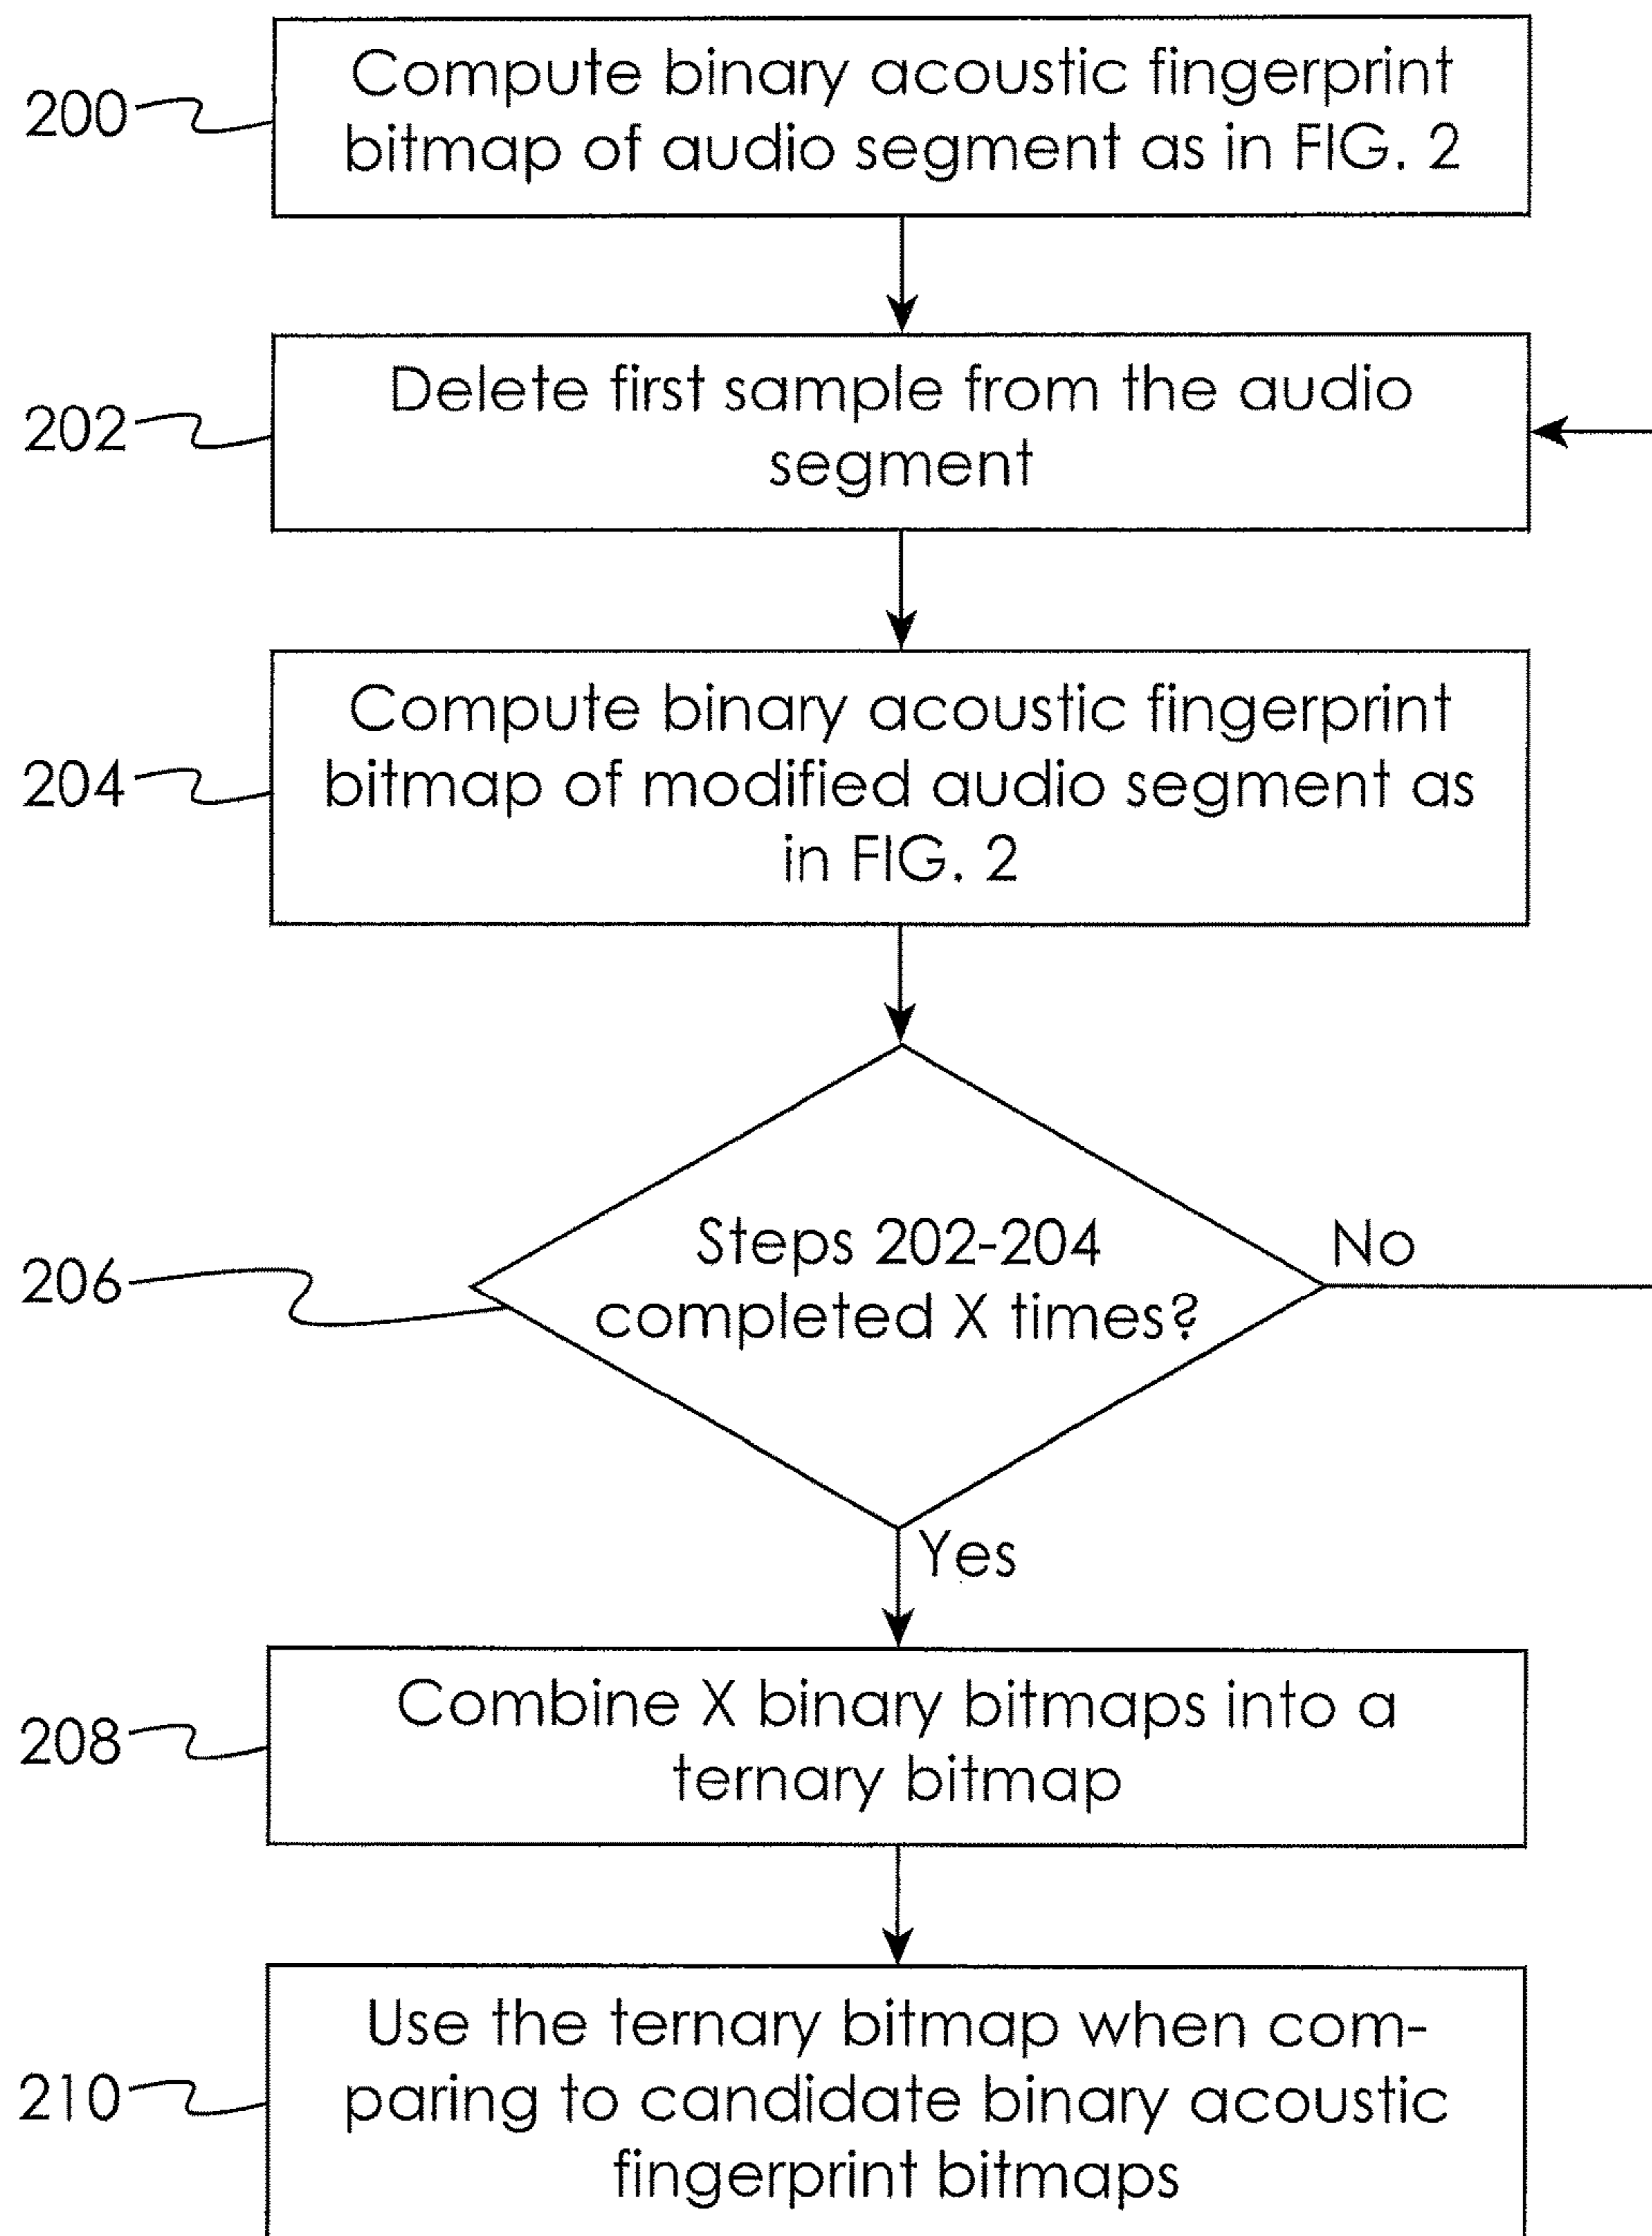 200
Compute binary acoustic fingerprint
bitmap of audio segment as in FIG. 2
202
Delete first sample from the audio
segment
204
Compute binary acoustic fingerprint
bitmap of modified audio segment as
in FIG. 2
206
Steps 202-204
completed X times?
No
Yes
208
Combine X binary bitmaps into a
ternary bitmap
210
Use the ternary bitmap when com-
paring to candidate binary acoustic
fingerprint bitmaps